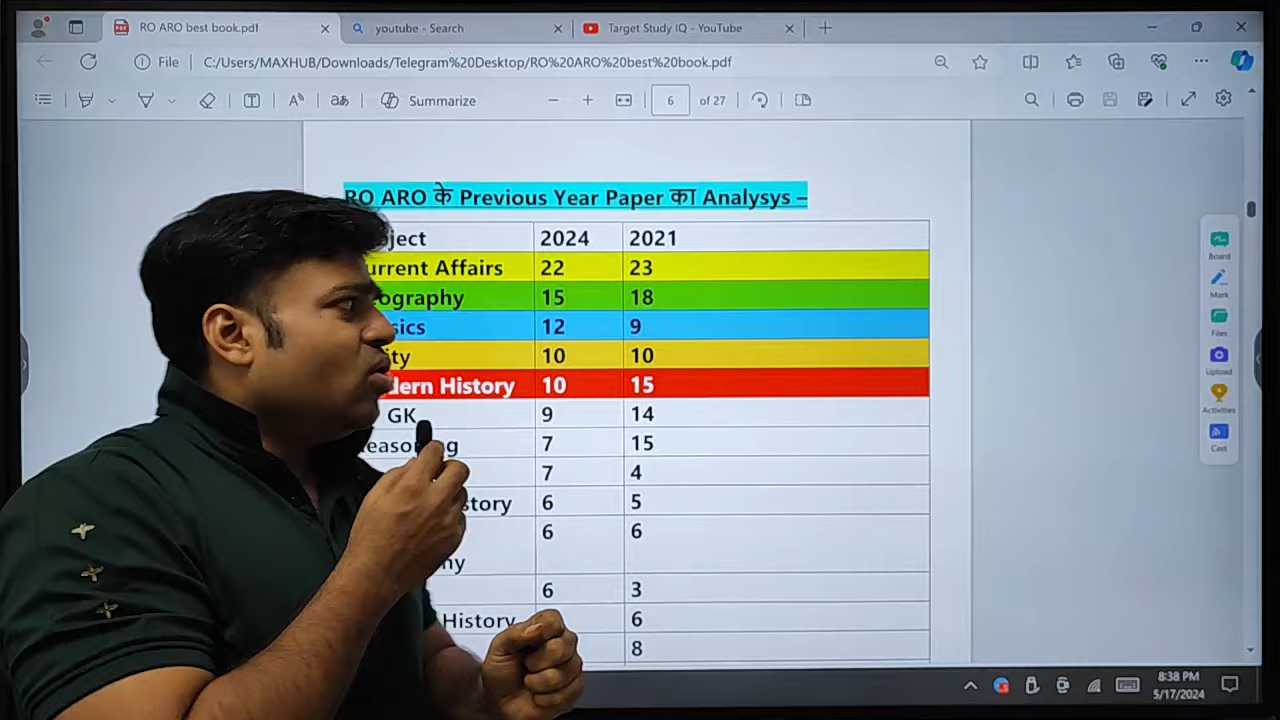 RO ARO best book.pdf
youtube - Search
Target Study IQ - YouTube
File C:/Users/MAXHUB/Downloads/Telegram%20Desktop/RO%20ARO%20best%20book.pdf
Summarize 6 of 27
RO ARO के Previous Year Paper का Analysys –
ject 2024 2021
urrent Affairs 22 23
ography 15 18
sics 12 9
ity 10 10
dern History 10 15
GK 9 14
Reaso g 7 15
7 4
story 6 5
6 6
ny
6 3
History 6
8
Board
Mark
Files
Upload
Activities
Cast
8:38 PM
5/17/2024